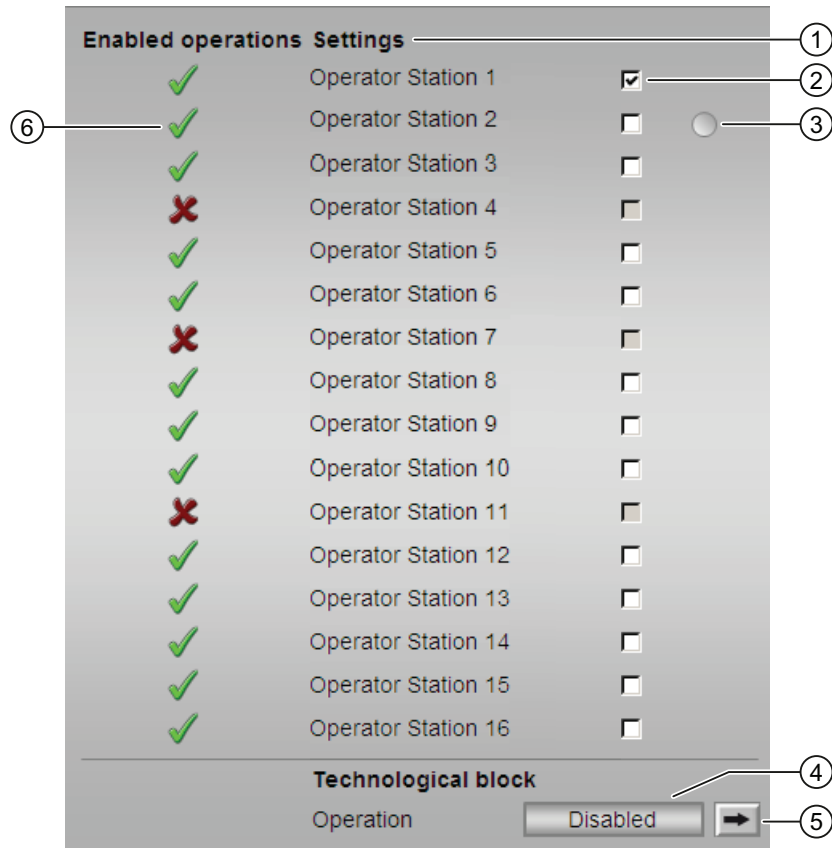 Enabled operations Settings ①
Operator Station 1 ②
⑥ Operator Station 2 ③
Operator Station 3
Operator Station 4
Operator Station 5
Operator Station 6
Operator Station 7
Operator Station 8
Operator Station 9
Operator Station 10
Operator Station 11
Operator Station 12
Operator Station 13
Operator Station 14
Operator Station 15
Operator Station 16
Technological block ④
Operation Disabled ⑤